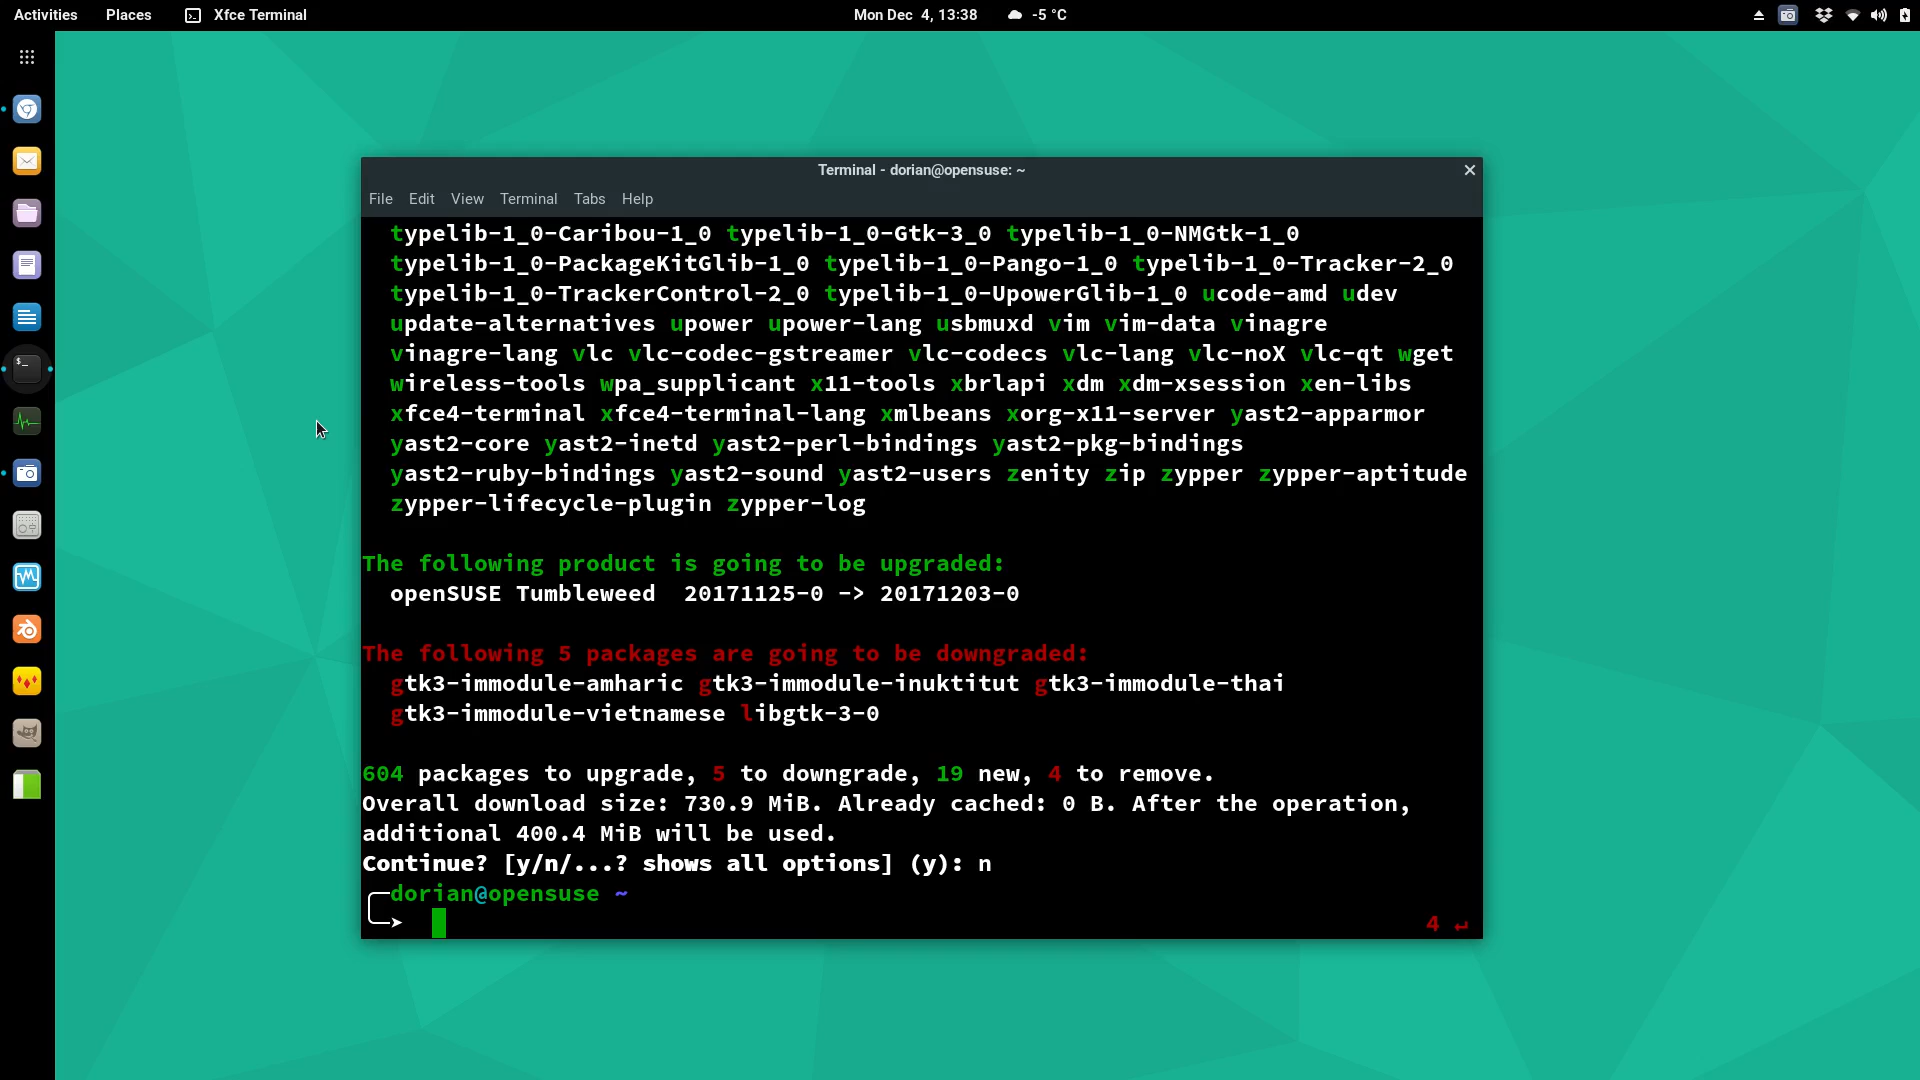 Activities Places Xfce Terminal Mon Dec 4, 13:38 -5 °C
Terminal - dorian@opensuse: ~
File Edit View Terminal Tabs Help
typelib-1_0-Caribou-1_0 typelib-1_0-Gtk-3_0 typelib-1_0-NMGtk-1_0
typelib-1_0-PackageKitGlib-1_0 typelib-1_0-Pango-1_0 typelib-1_0-Tracker-2_0
typelib-1_0-TrackerControl-2_0 typelib-1_0-UpowerGlib-1_0 ucode-amd udev
update-alternatives upower upower-lang usbmuxd vim vim-data vinagre
vinagre-lang vlc vlc-codec-gstreamer vlc-codecs vlc-lang vlc-noX vlc-qt wget
wireless-tools wpa_supplicant x11-tools xbrlapi xdm xdm-xsession xen-libs
xfce4-terminal xfce4-terminal-lang xmlbeans xorg-x11-server yast2-apparmor
yast2-core yast2-inetd yast2-perl-bindings yast2-pkg-bindings
yast2-ruby-bindings yast2-sound yast2-users zenity zip zypper zypper-aptitude
zypper-lifecycle-plugin zypper-log
The following product is going to be upgraded:
openSUSE Tumbleweed 20171125-0 -> 20171203-0
The following 5 packages are going to be downgraded:
gtk3-immodule-amharic gtk3-immodule-inuktitut gtk3-immodule-thai
gtk3-immodule-vietnamese libgtk-3-0
604 packages to upgrade, 5 to downgrade, 19 new, 4 to remove.
Overall download size: 730.9 MiB. Already cached: 0 B. After the operation,
additional 400.4 MiB will be used.
Continue? [y/n/...? shows all options] (y): n
dorian@opensuse ~
4 ↵